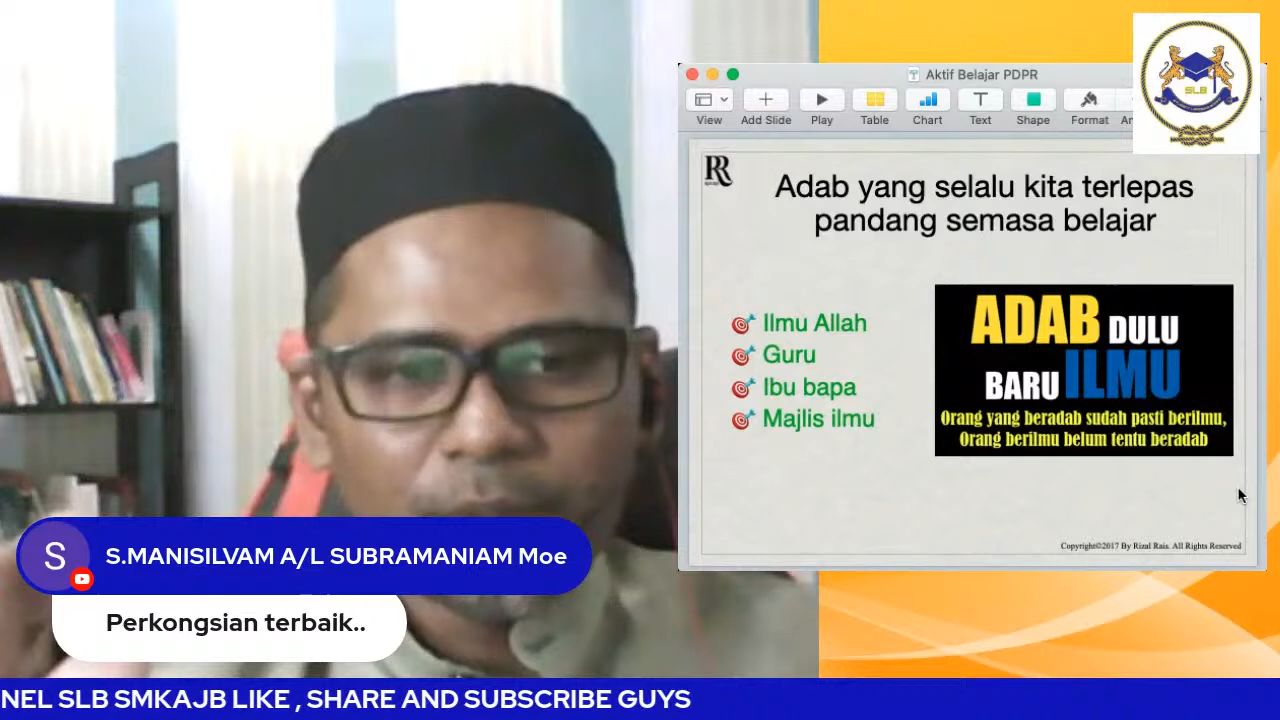 Aktif Belajar PDPR
View
Add Slide
Play
Table
Chart
Text
Shape
Format
SLB
RR
Adab yang selalu kita terlepas
pandang semasa belajar
Ilmu Allah
Guru
Ibu bapa
Majlis ilmu
ADAB DULU
BARU ILMU
Orang yang beradab sudah pasti berilmu,
Orang berilmu belum tentu beradab
Copyright©2017 By Rizal Rais. All Rights Reserved
S
S.MANISILVAM A/L SUBRAMANIAM Moe
Perkongsian terbaik..
NEL SLB SMKAJB LIKE , SHARE AND SUBSCRIBE GUYS